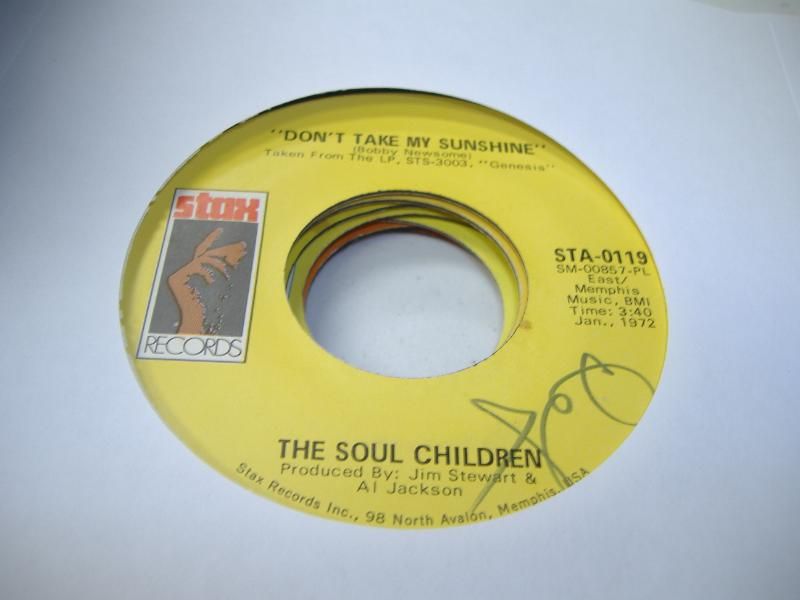 "DON'T TAKE MY SUNSHINE"
(Bobby Newsome)
Taken From The LP, STS-3003, "Genesis"
stax
RECORDS
STA-0119
SM-00857-PL
East/
Memphis
Music, BMI
Time: 3:40
Jan., 1972
THE SOUL CHILDREN
Produced By: Jim Stewart &
Al Jackson
Stax Records Inc., 98 North Avalon, Memphis, USA